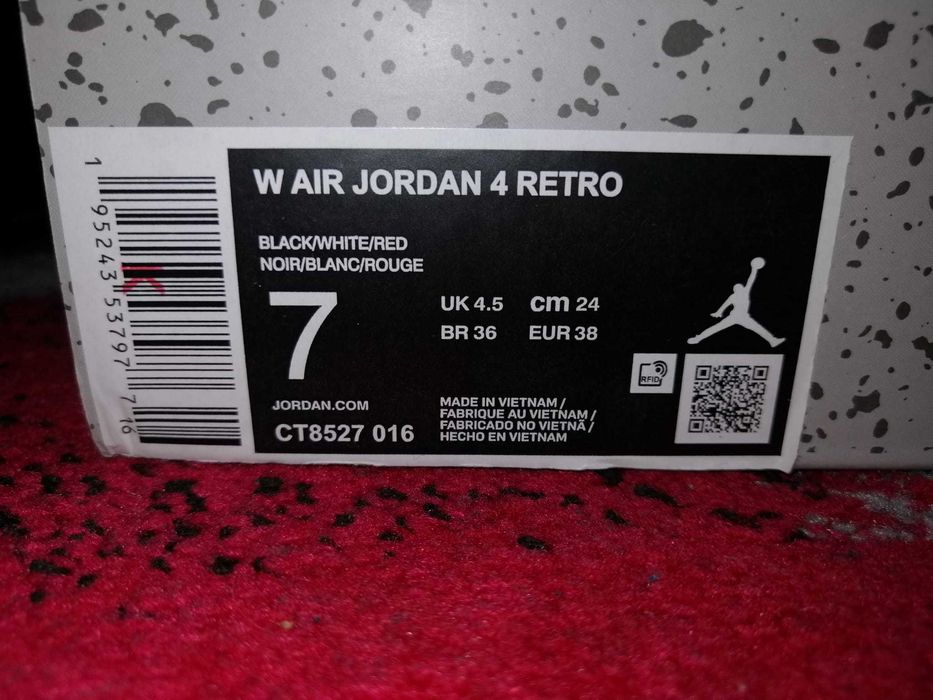 W AIR JORDAN 4 RETRO
BLACK/WHITE/RED
NOIR/BLANC/ROUGE
7
UK 4.5 cm 24
BR 36 EUR 38
RFID
JORDAN.COM
CT8527 016
MADE IN VIETNAM /
FABRIQUE AU VIETNAM /
FABRICADO NO VIETNÃ /
HECHO EN VIETNAM
1 95243 53797 7 16
K